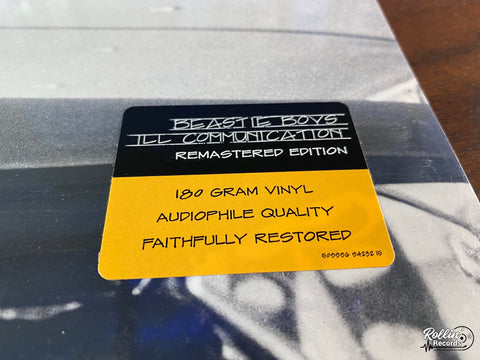 BEASTIE BOYS
ILL COMMUNICATION
REMASTERED EDITION
180 GRAM VINYL
AUDIOPHILE QUALITY
FAITHFULLY RESTORED
Rollin'
Records